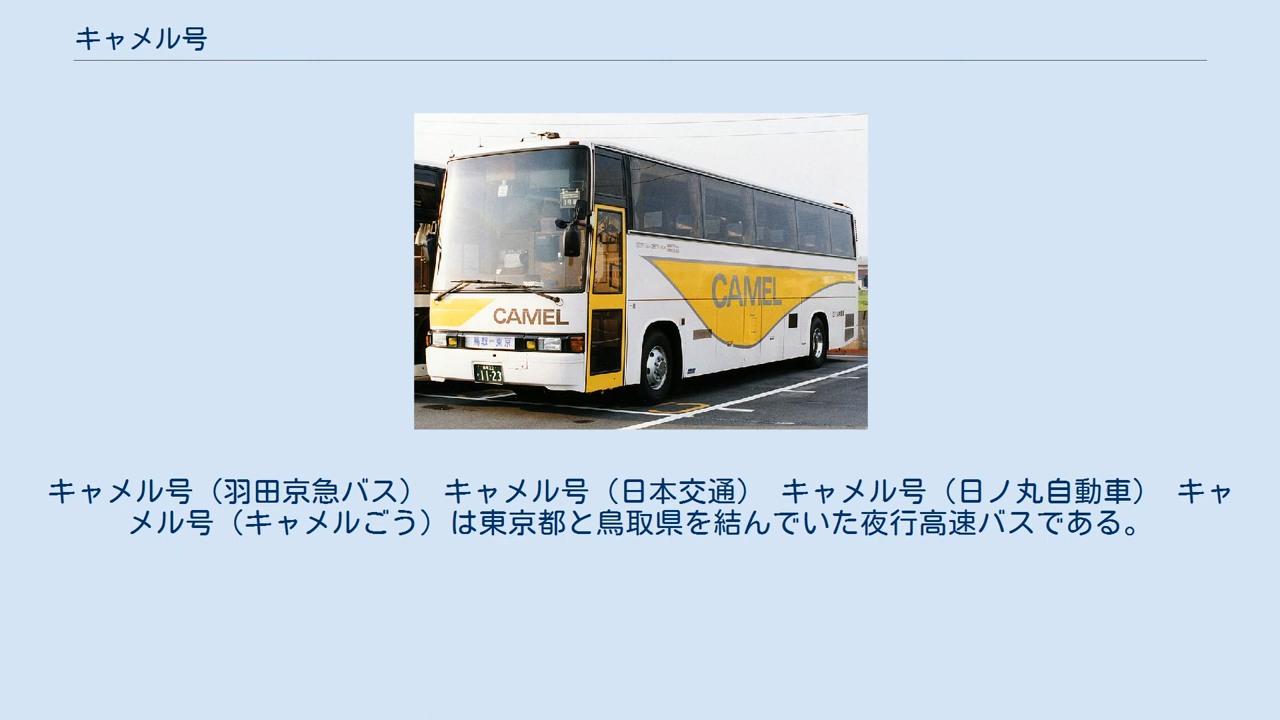 キャメル号
CAMEL
CAMEL
鳥取ー東京
11-23
キャメル号（羽田京急バス）　キャメル号（日本交通）　キャメル号（日ノ丸自動車）　キャ
メル号（キャメルごう）は東京都と鳥取県を結んでいた夜行高速バスである。